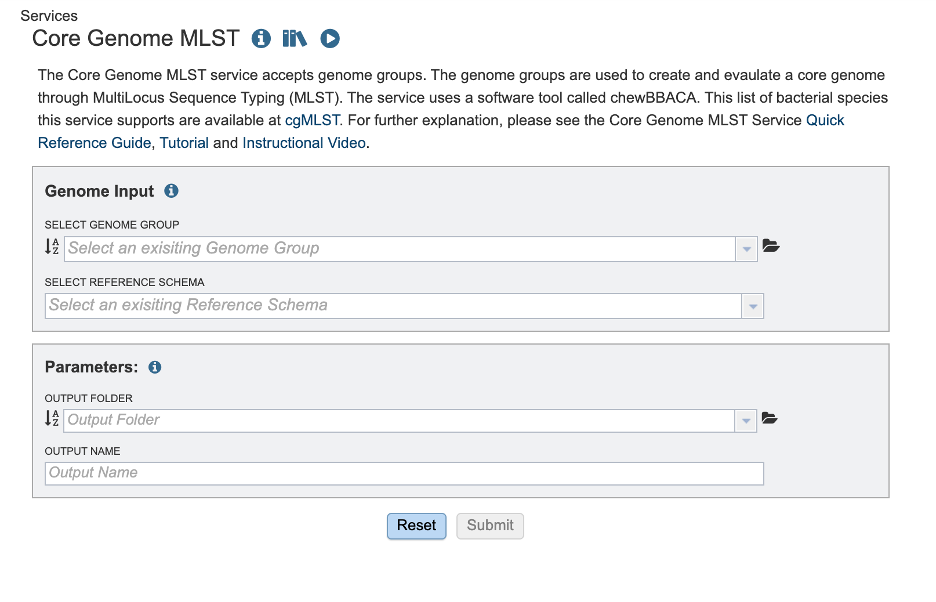 Services
Core Genome MLST
The Core Genome MLST service accepts genome groups. The genome groups are used to create and evaulate a core genome
through MultiLocus Sequence Typing (MLST). The service uses a software tool called chewBBACA. This list of bacterial species
this service supports are available at cgMLST. For further explanation, please see the Core Genome MLST Service Quick
Reference Guide, Tutorial and Instructional Video.
Genome Input
SELECT GENOME GROUP
Select an exisiting Genome Group
SELECT REFERENCE SCHEMA
Select an exisiting Reference Schema
Parameters:
OUTPUT FOLDER
Output Folder
OUTPUT NAME
Output Name
Reset Submit